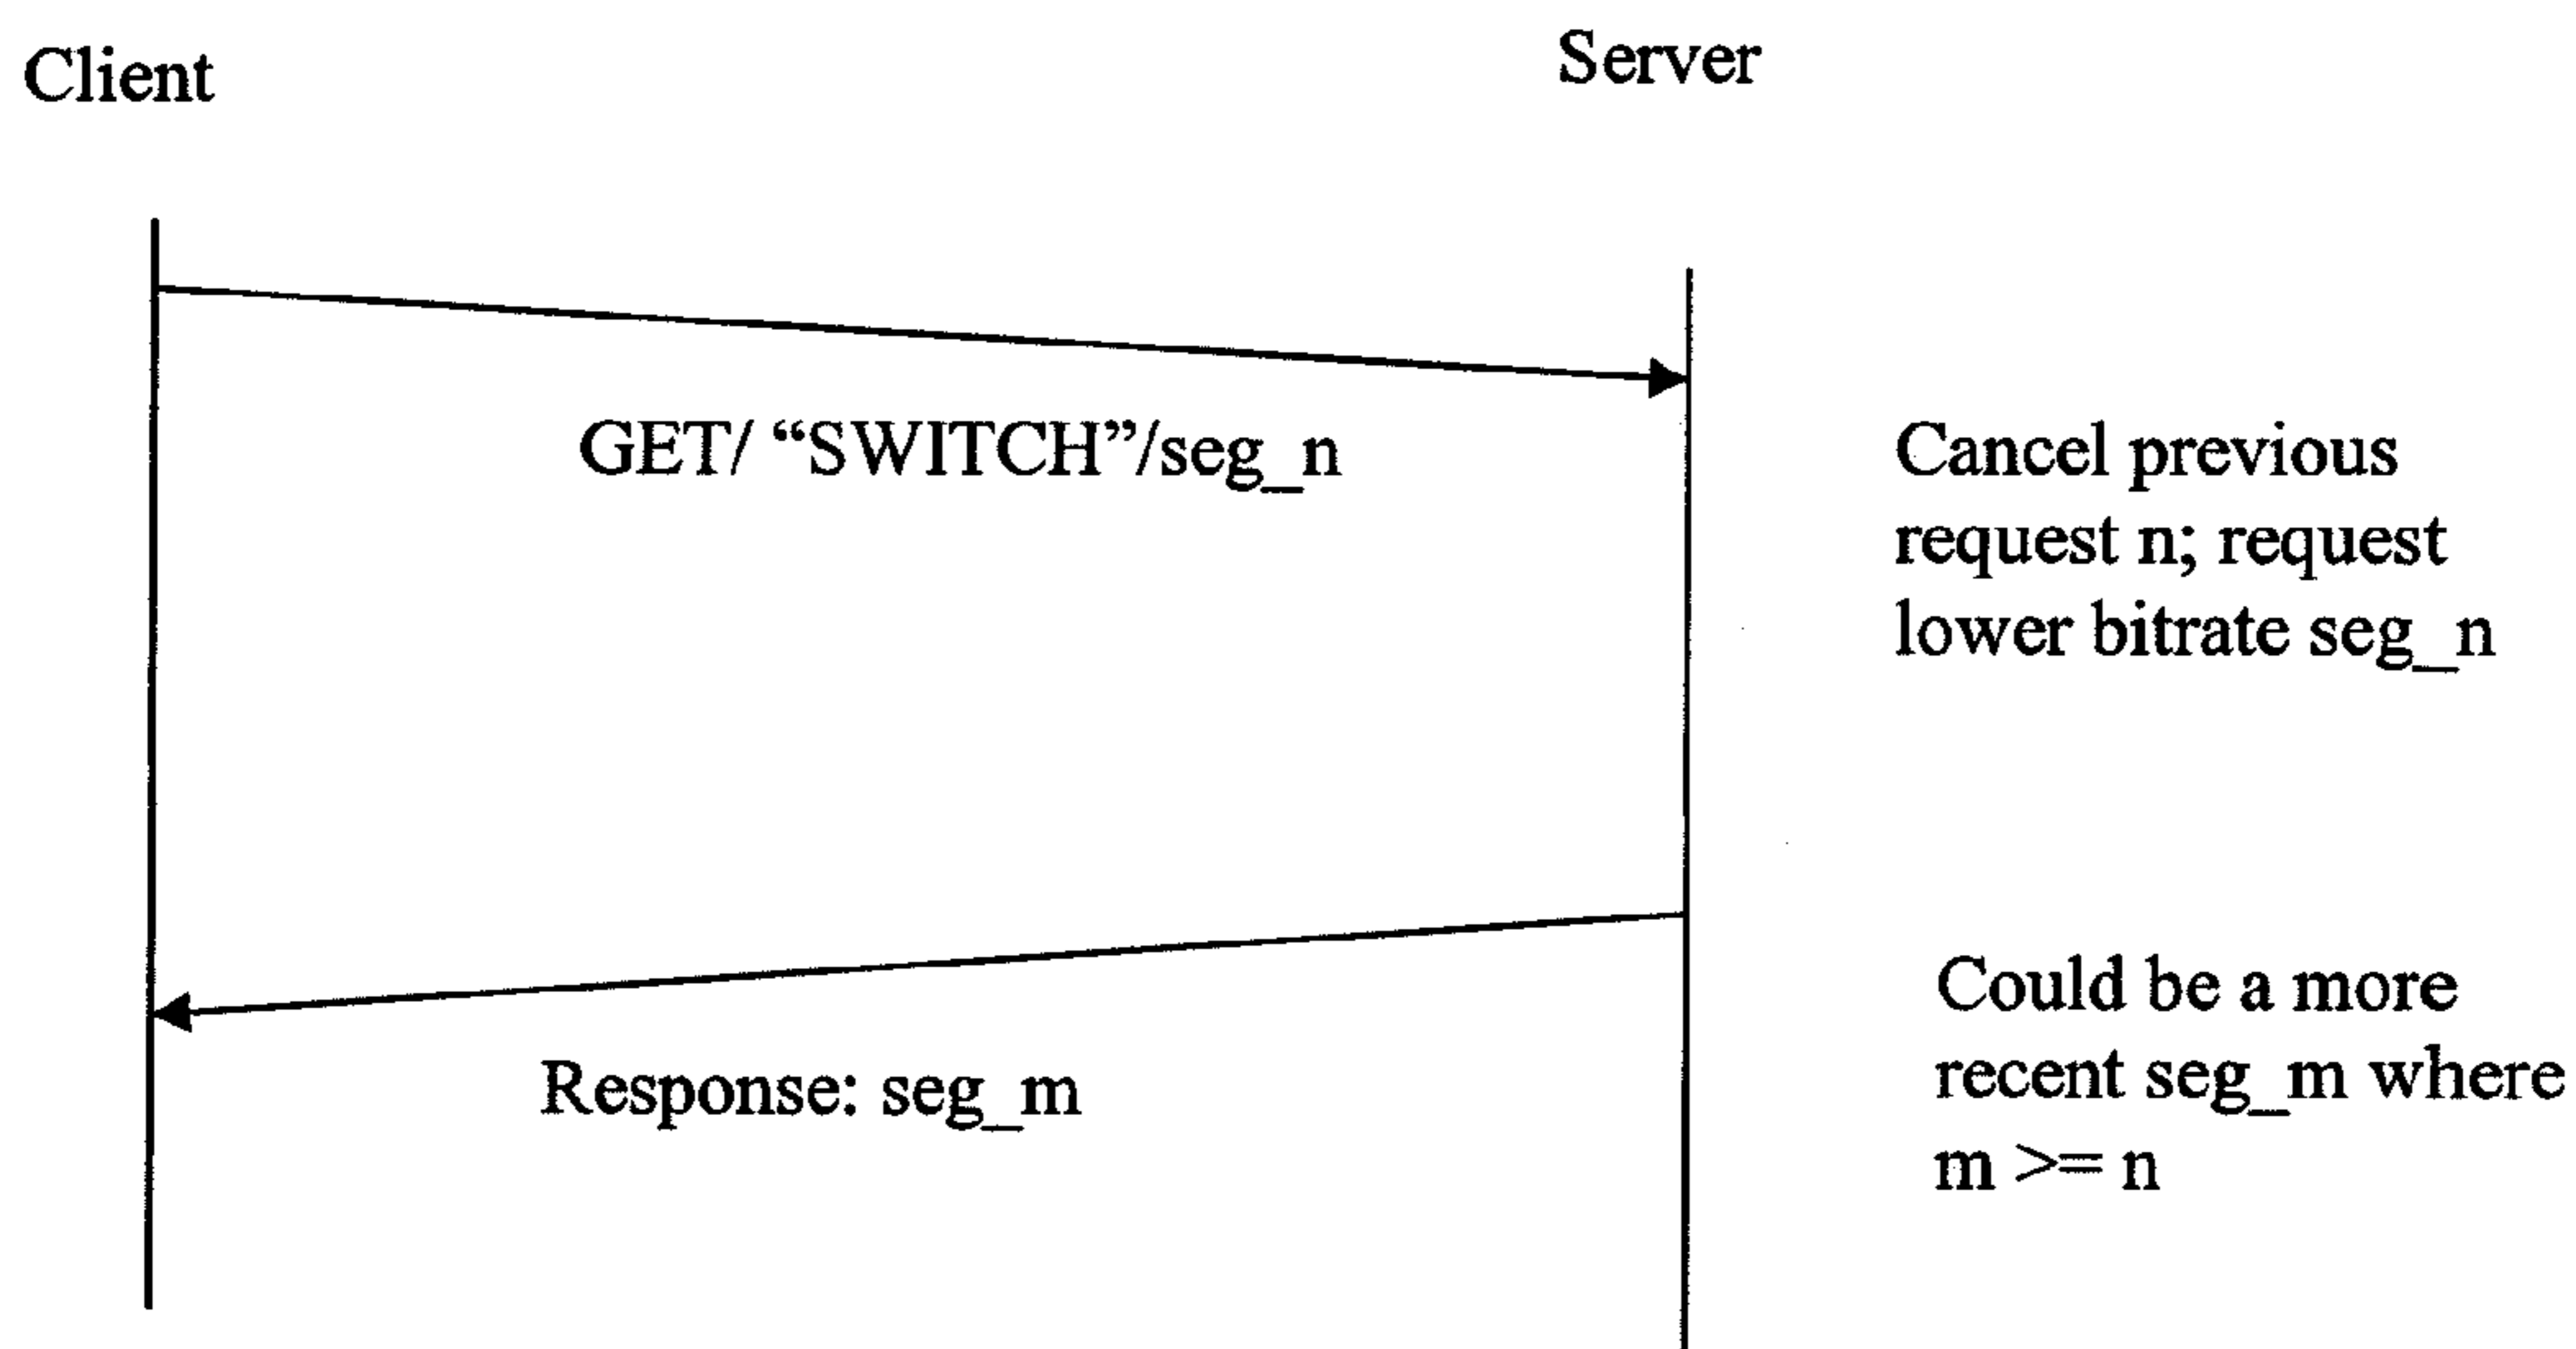 Client
Server
GET/ “SWITCH”/seg_n
Cancel previous
request n; request
lower bitrate seg_n
Response: seg_m
Could be a more
recent seg_m where
m >= n